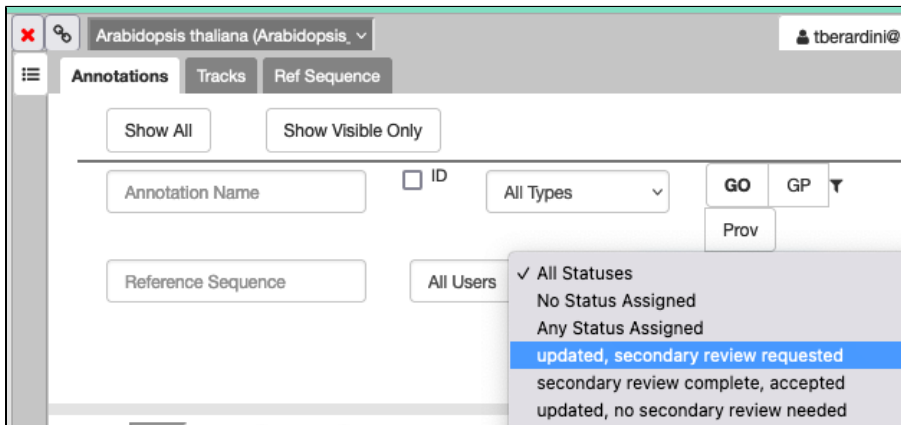 Arabidopsis thaliana (Arabidopsis_
tberardini@
Annotations Tracks Ref Sequence
Show All Show Visible Only
Annotation Name ID All Types GO GP
Prov
Reference Sequence All Users ✓ All Statuses
No Status Assigned
Any Status Assigned
updated, secondary review requested
secondary review complete, accepted
updated, no secondary review needed